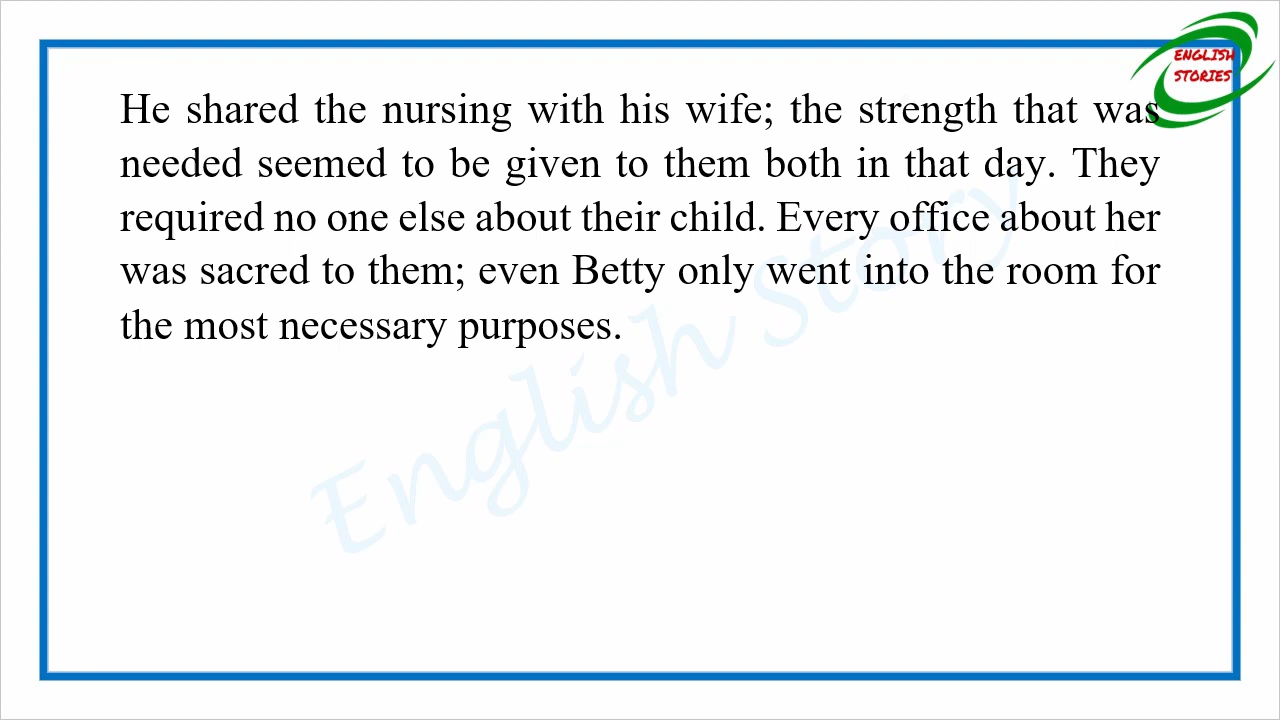 ENGLISH
STORIES
He shared the nursing with his wife; the strength that was
needed seemed to be given to them both in that day. They
required no one else about their child. Every office about her
was sacred to them; even Betty only went into the room for
the most necessary purposes.
English Story